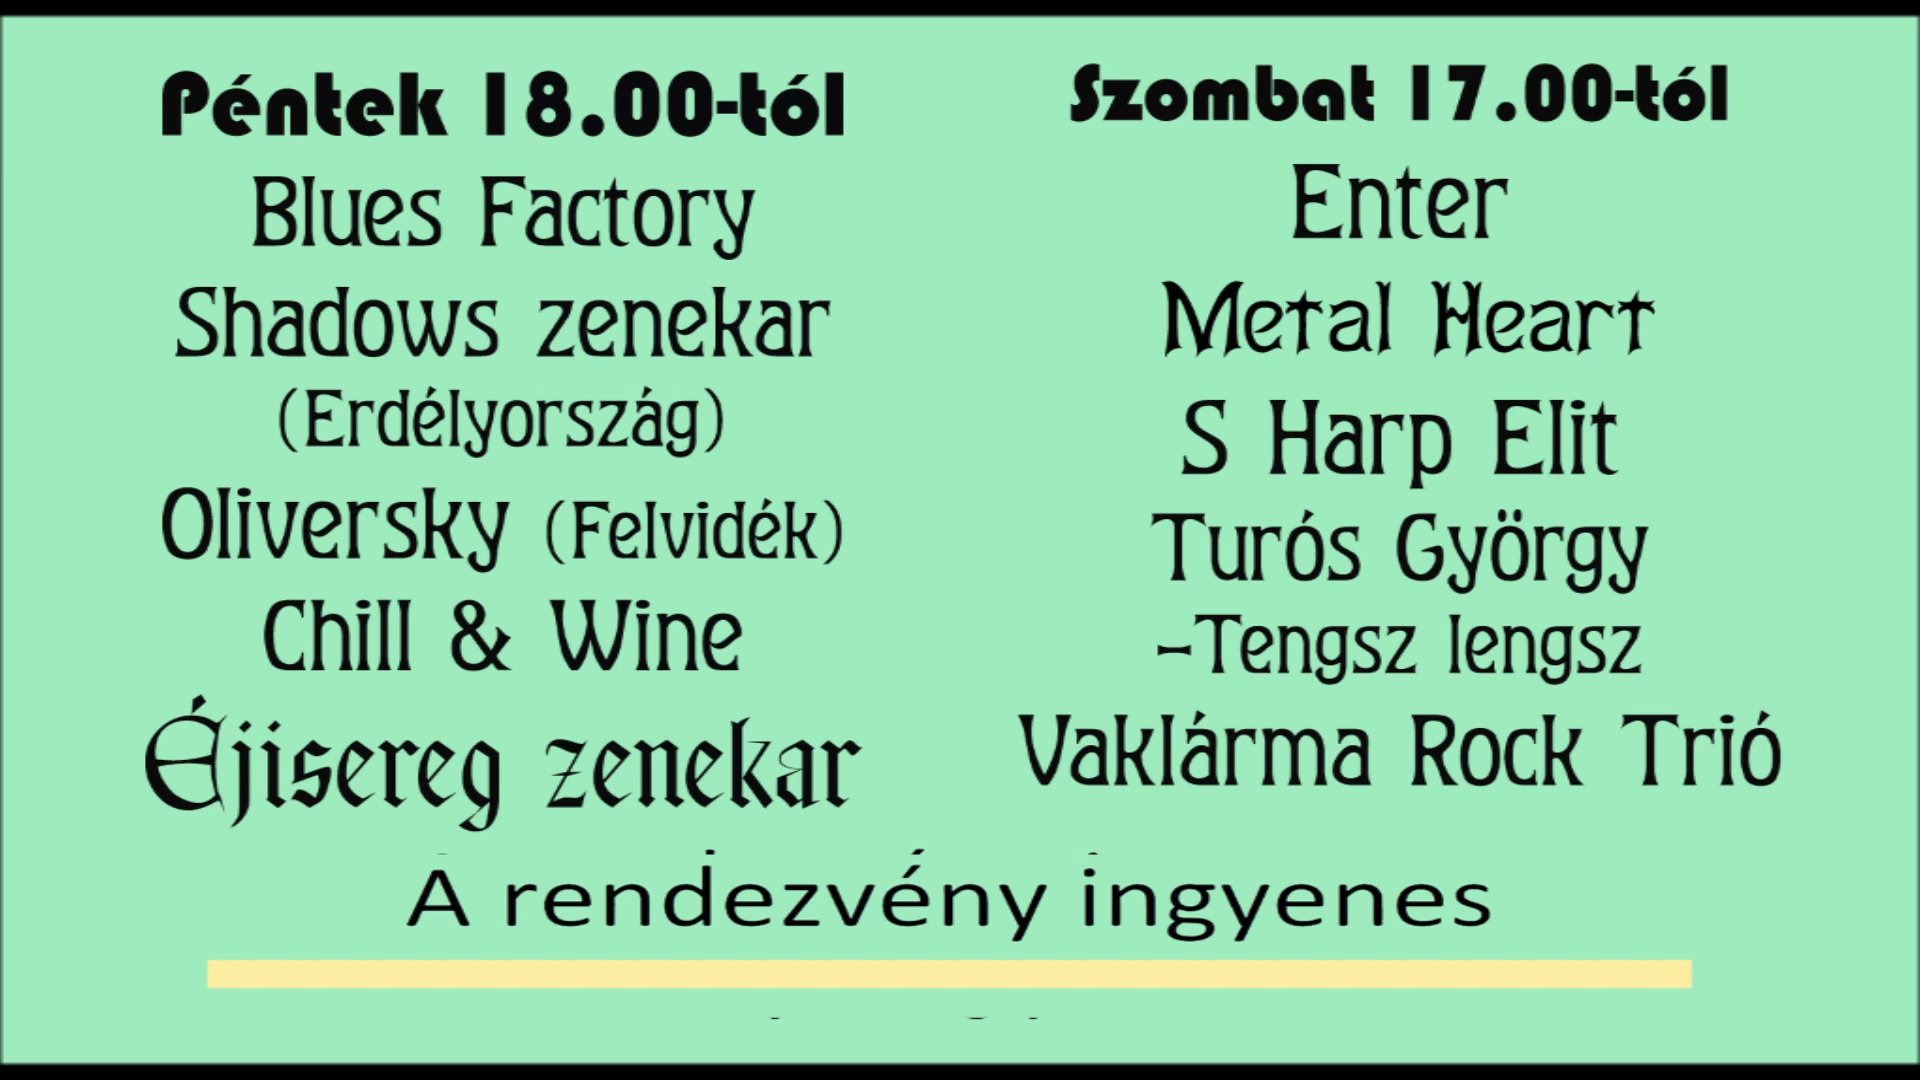 Péntek 18.00-tól
Blues Factory
Shadows zenekar
(Erdélyország)
Oliversky (Felvidék)
Chill & Wine
Éjisereg zenekar
Szombat 17.00-tól
Enter
Metal Heart
S Harp Elit
Turós György
-Tengsz lengsz
Vaklárma Rock Trió
A rendezvény ingyenes